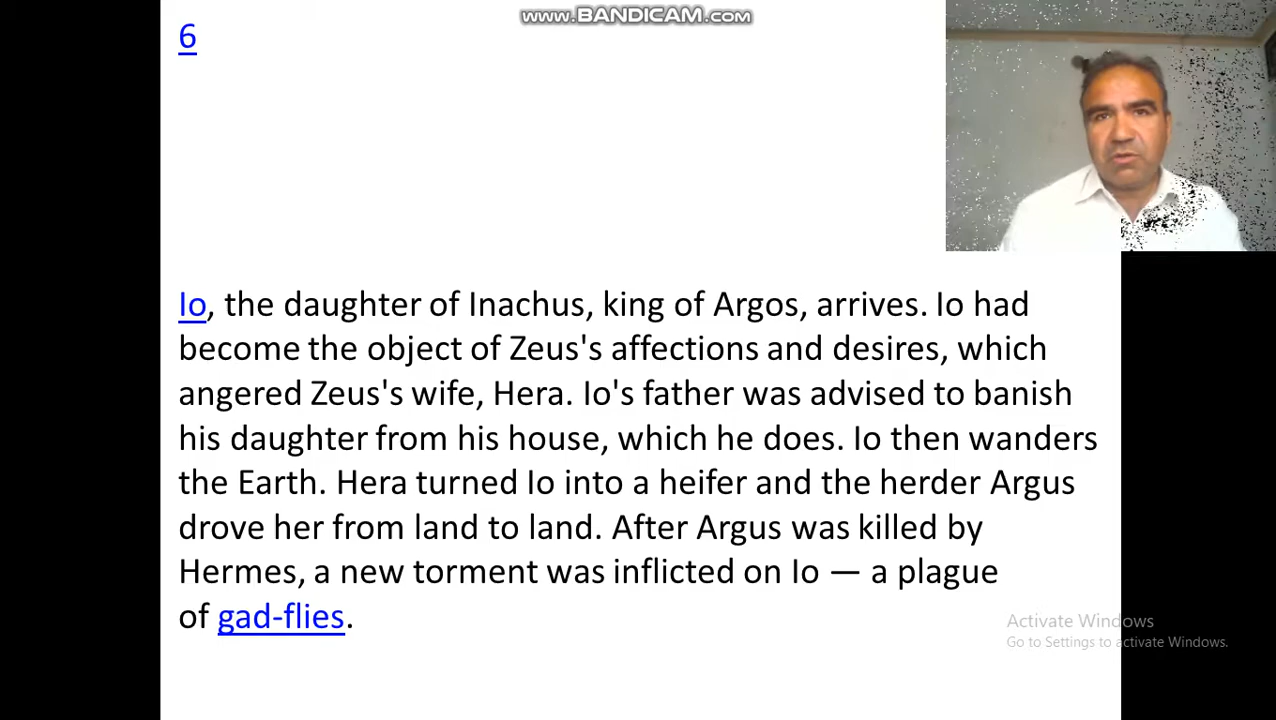 www.BANDICAM.com
6
Io, the daughter of Inachus, king of Argos, arrives. Io had
become the object of Zeus's affections and desires, which
angered Zeus's wife, Hera. Io's father was advised to banish
his daughter from his house, which he does. Io then wanders
the Earth. Hera turned Io into a heifer and the herder Argus
drove her from land to land. After Argus was killed by
Hermes, a new torment was inflicted on Io — a plague
of gad-flies.
Activate Windows
Go to Settings to activate Windows.